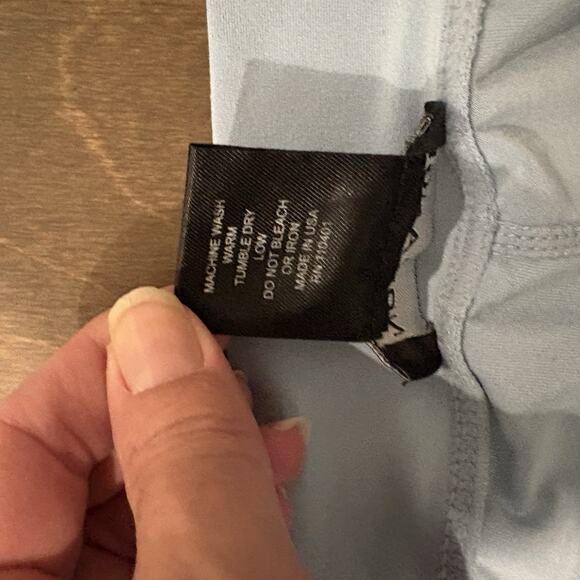 MACHINE WASH
WARM
TUMBLE DRY
LOW
DO NOT BLEACH
OR IRON
MADE IN USA
RN 110401